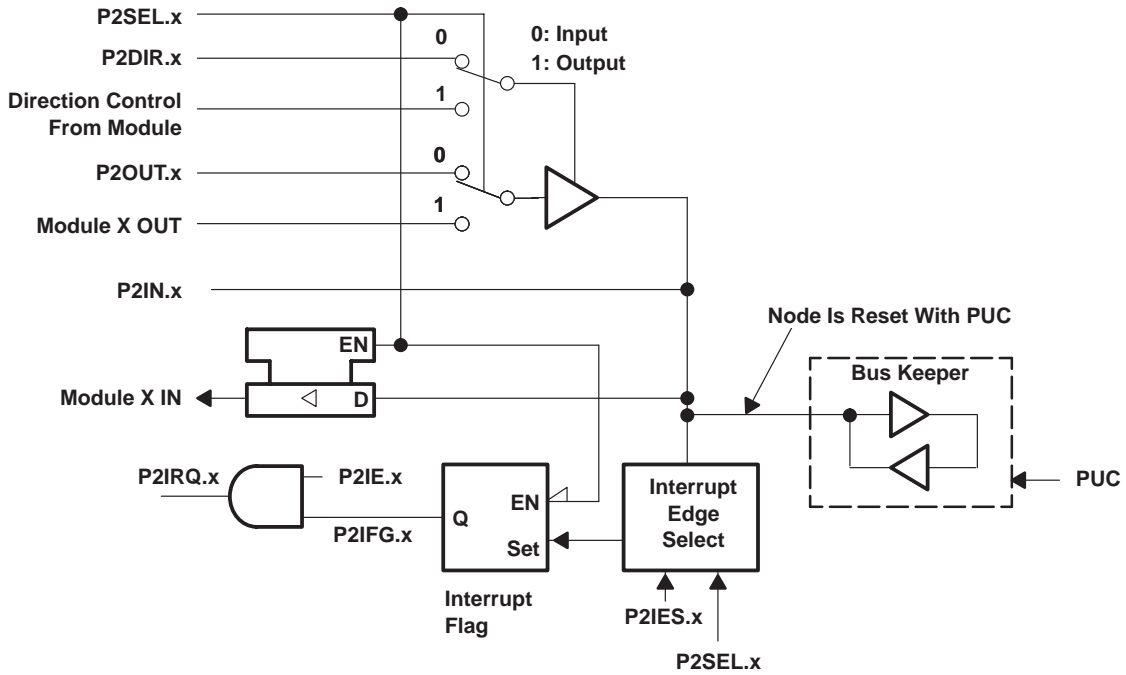 P2SEL.x
0
0: Input
1: Output
P2DIR.x
1
Direction Control
From Module
0
P2OUT.x
1
Module X OUT
P2IN.x
Node Is Reset With PUC
EN
Bus Keeper
Module X IN
D
P2IRQ.x
P2IE.x
Interrupt
Edge
Select
PUC
EN
Q
P2IFG.x
Set
Interrupt
Flag
P2IES.x
P2SEL.x